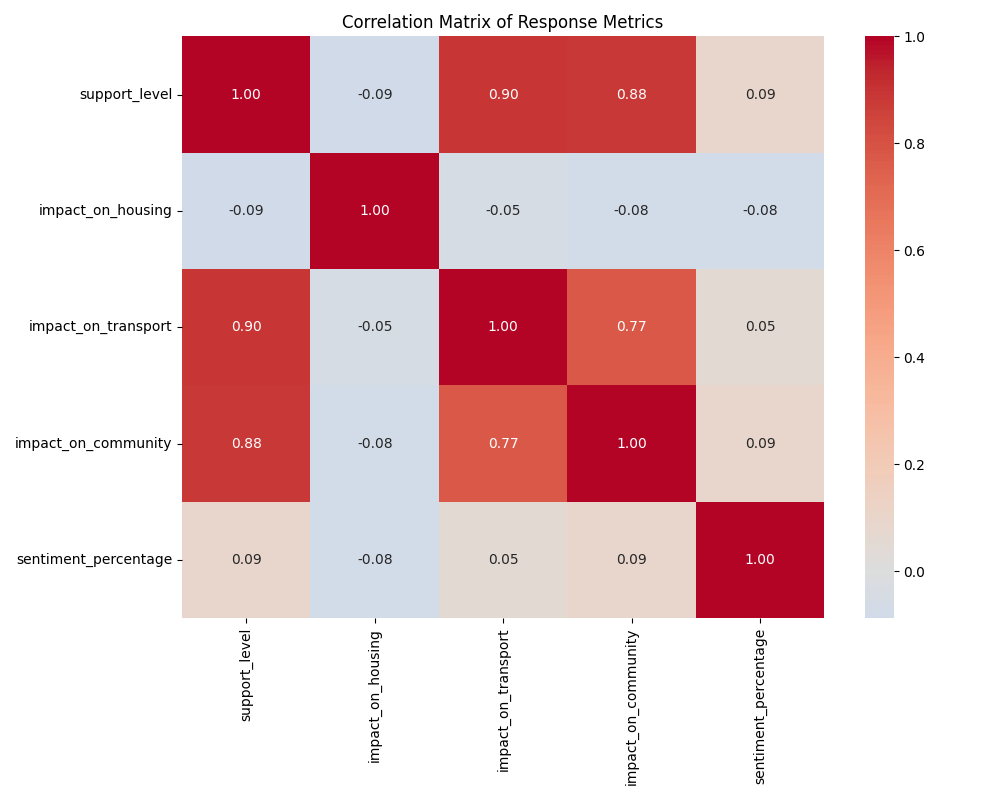 Correlation Matrix of Response Metrics
support_level 1.00 -0.09 0.90 0.88 0.09
impact_on_housing -0.09 1.00 -0.05 -0.08 -0.08
impact_on_transport 0.90 -0.05 1.00 0.77 0.05
impact_on_community 0.88 -0.08 0.77 1.00 0.09
sentiment_percentage 0.09 -0.08 0.05 0.09 1.00
support_level
impact_on_housing
impact_on_transport
impact_on_community
sentiment_percentage
1.0
0.8
0.6
0.4
0.2
0.0